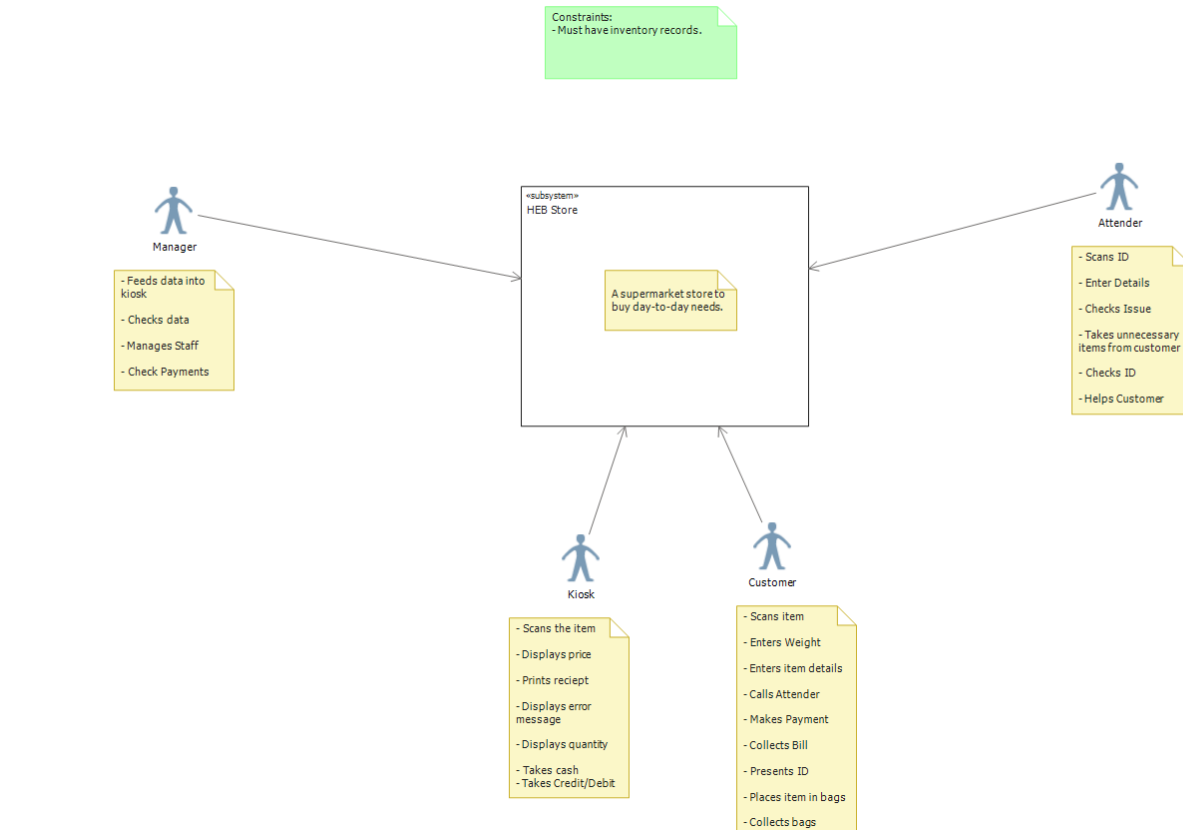 Constraints:
- Must have inventory records.
«subsystem»
HEB Store
A supermarket store to
buy day-to-day needs.
Manager
- Feeds data into
kiosk
- Checks data
- Manages Staff
- Check Payments
Attender
- Scans ID
- Enter Details
- Checks Issue
- Takes unnecessary
items from customer
- Checks ID
- Helps Customer
Kiosk
- Scans the item
- Displays price
- Prints reciept
- Displays error
message
- Displays quantity
- Takes cash
- Takes Credit/Debit
Customer
- Scans item
- Enters Weight
- Enters item details
- Calls Attender
- Makes Payment
- Collects Bill
- Presents ID
- Places item in bags
- Collects bags